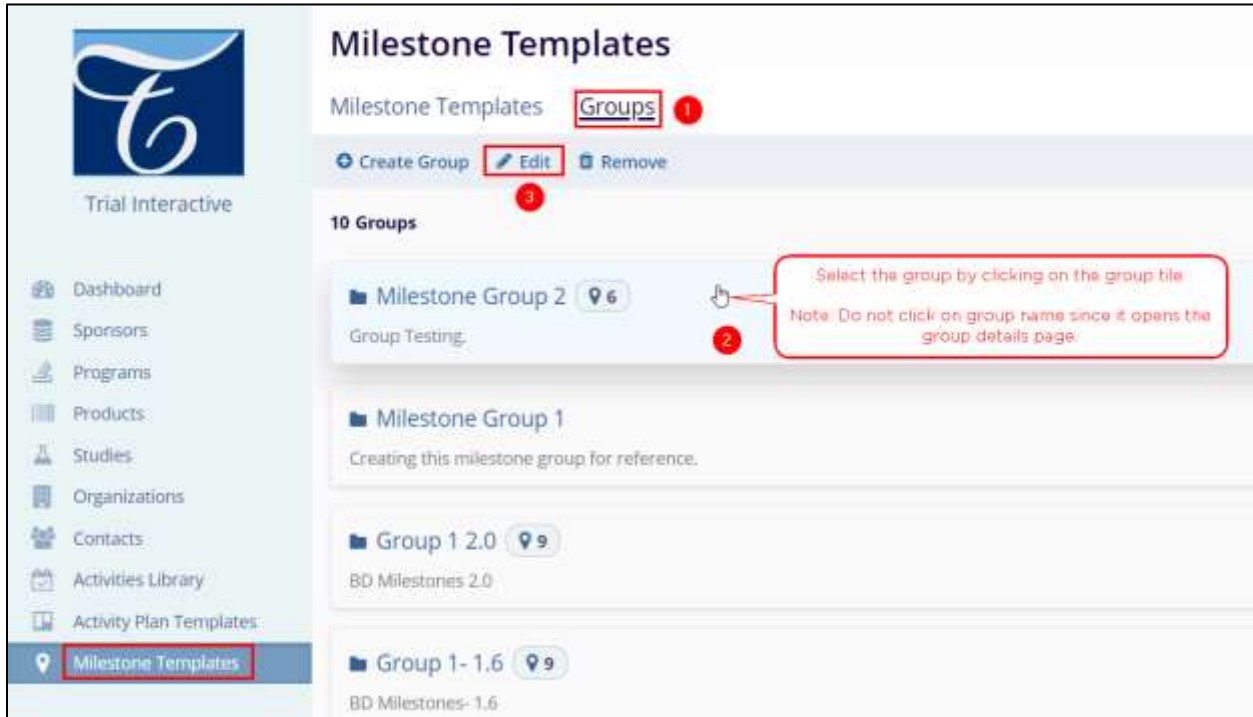 Milestone Templates
Milestone Templates Groups 1
Create Group Edit Remove
3
10 Groups
Trial Interactive
Dashboard
Sponsors
Programs
Products
Studies
Organizations
Contacts
Activities Library
Activity Plan Templates
Milestone Templates
Milestone Group 2 6
Group Testing.
2
Select the group by clicking on the group tile
Note: Do not click on group name since it opens the
group details page.
Milestone Group 1
Creating this milestone group for reference.
Group 1 2.0 9
BD Milestones 2.0
Group 1- 1.6 9
BD Milestones- 1.6